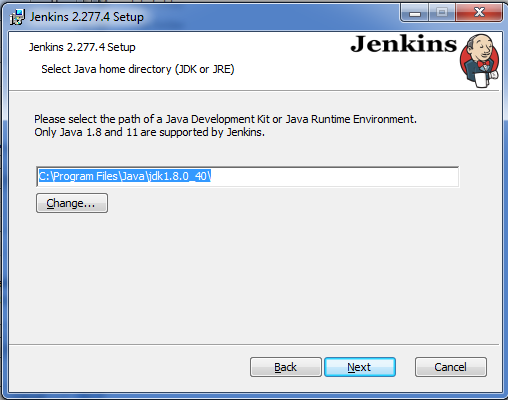 Jenkins 2.277.4 Setup
Jenkins 2.277.4 Setup
Jenkins
Select Java home directory (JDK or JRE)
Please select the path of a Java Development Kit or Java Runtime Environment.
Only Java 1.8 and 11 are supported by Jenkins.
C:\Program Files\Java\jdk1.8.0_40\
Change...
Back
Next
Cancel